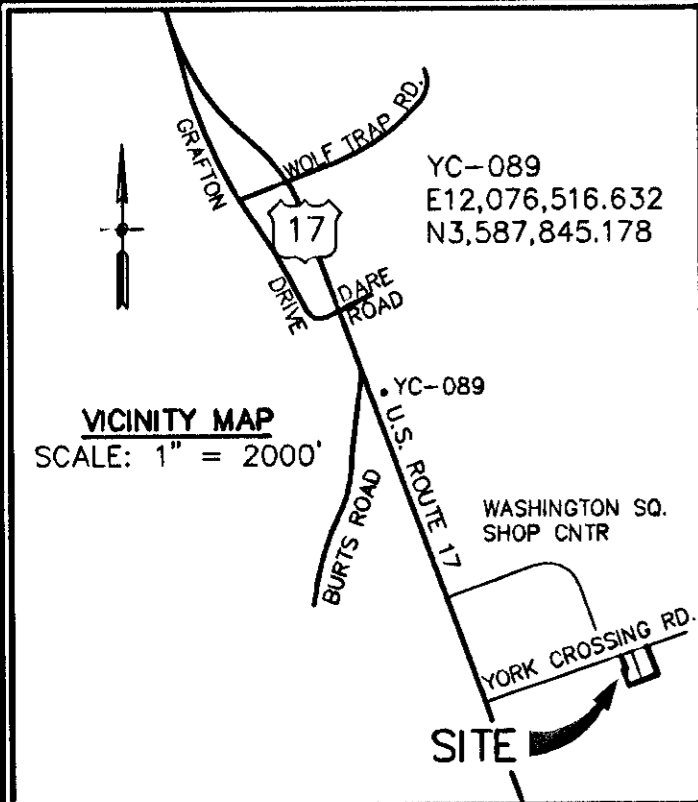 GRAFTON
DRIVE
WOLF TRAP RD.
YC-089
E12,076,516.632
N3,587,845.178
17
DARE
ROAD
YC-089
VICINITY MAP
SCALE: 1" = 2000'
U.S. ROUTE 17
BURTS ROAD
WASHINGTON SQ.
SHOP CNTR
YORK CROSSING RD.
SITE